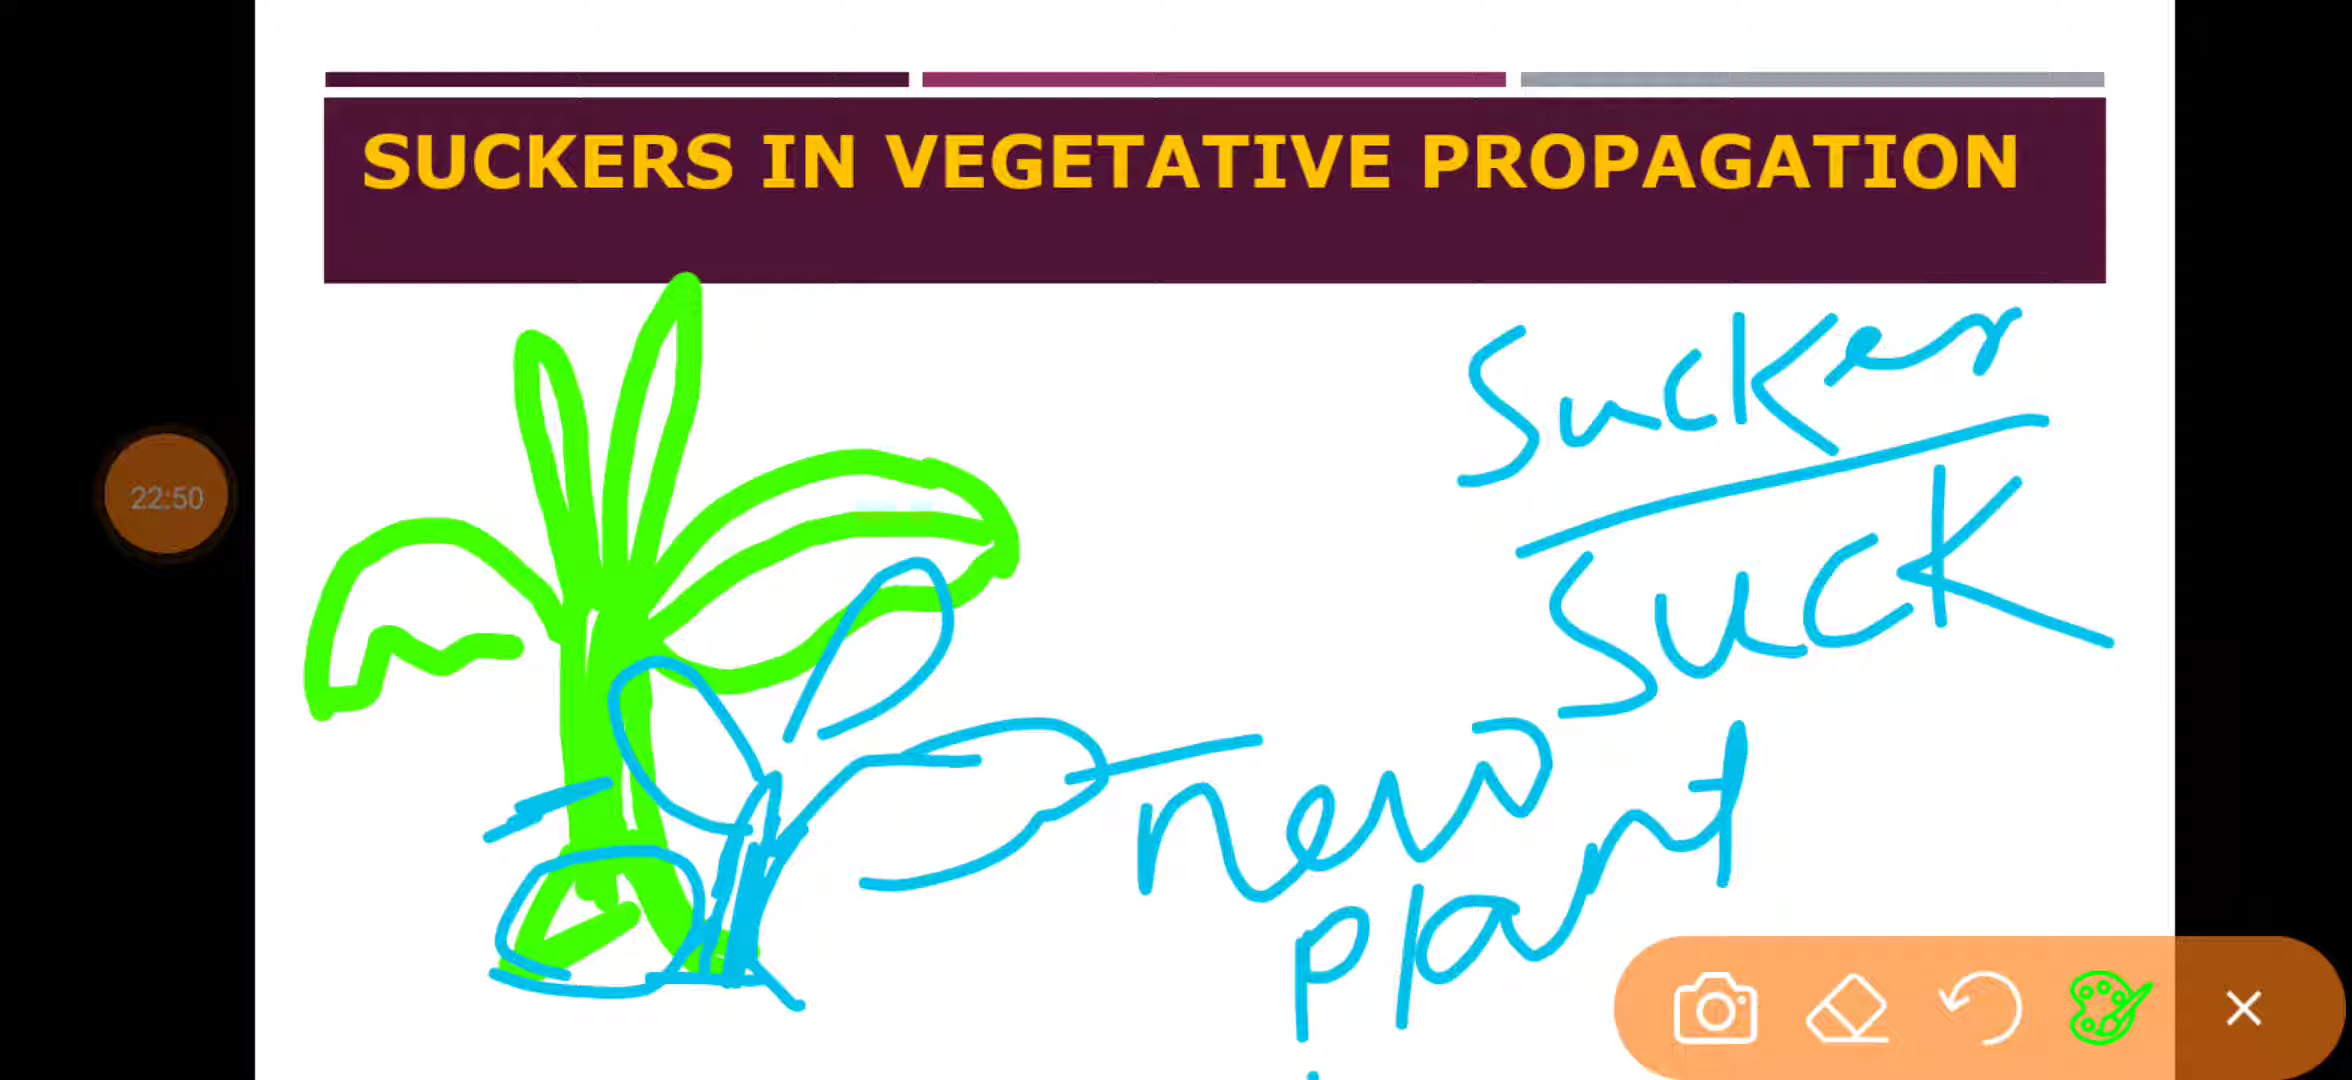 SUCKERS IN VEGETATIVE PROPAGATION
Sucker
Suck
22:50
new
plant